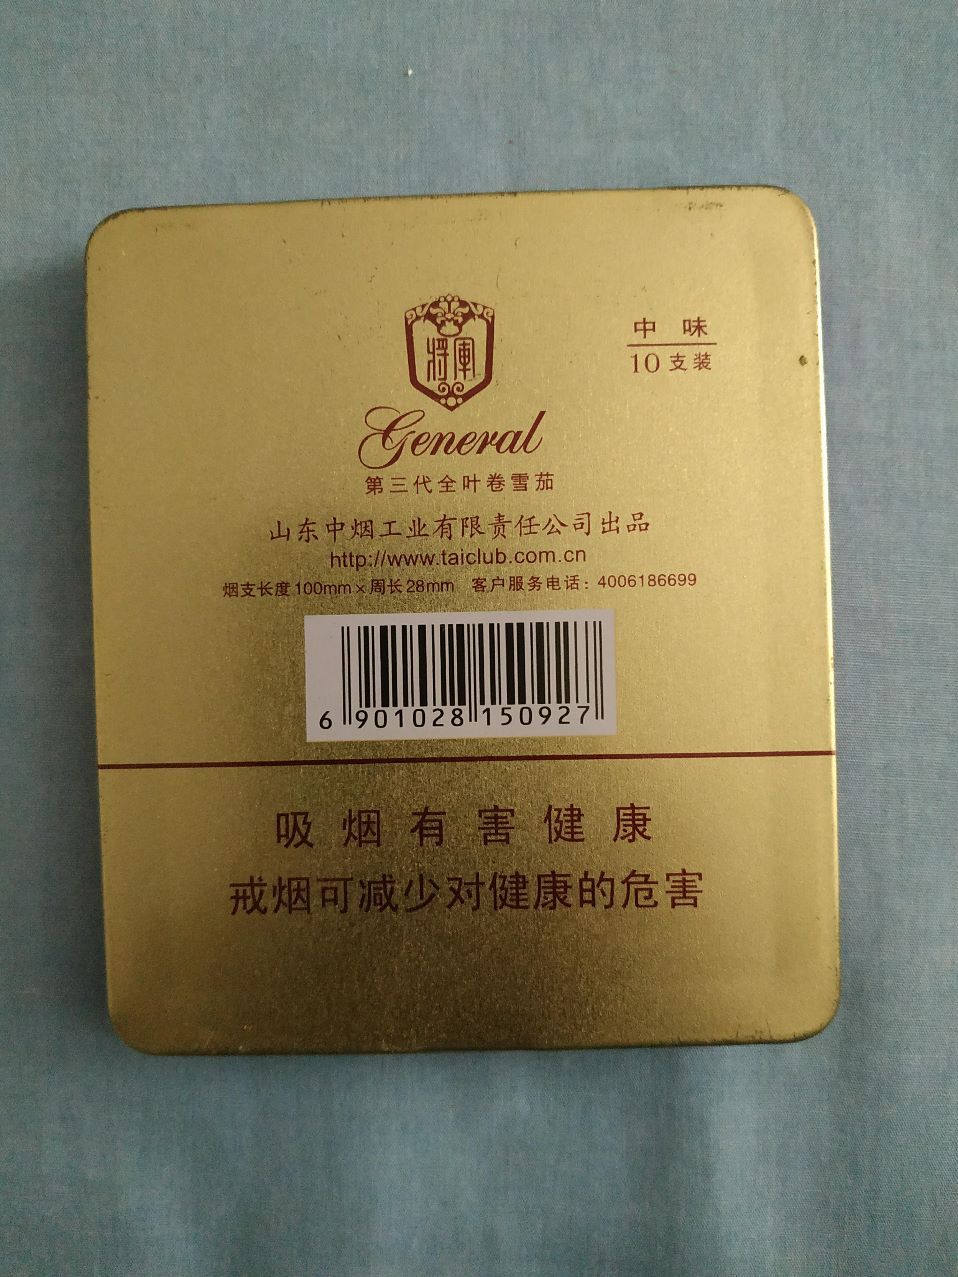 將軍
中味
10支装
General
第三代全叶卷雪茄
山东中烟工业有限责任公司出品
http://www.taiclub.com.cn
烟支长度100mm×周长28mm 客户服务电话：4006186699
6 901028 150927
吸烟有害健康
戒烟可减少对健康的危害